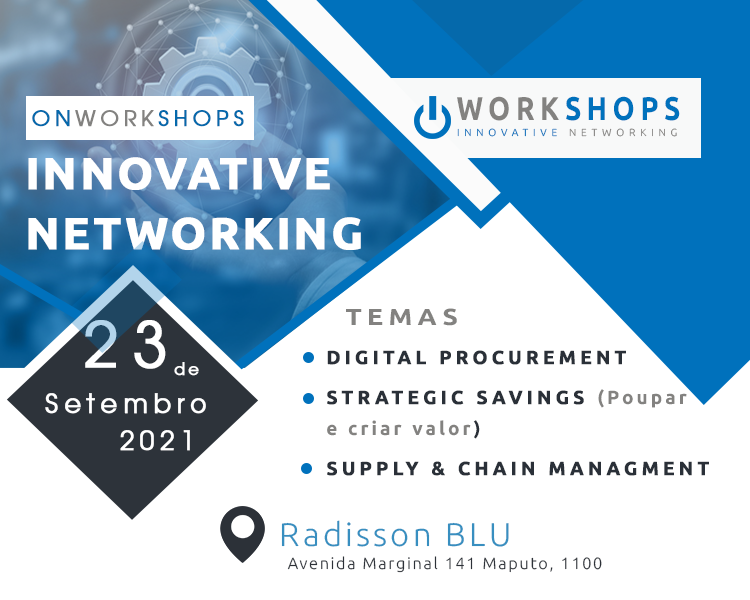 ONWORKSHOPS
INNOVATIVE
NETWORKING
WORKSHOPS
INNOVATIVE NETWORKING
23 de
Setembro
2021
TEMAS
DIGITAL PROCUREMENT
STRATEGIC SAVINGS (Poupar
e criar valor)
SUPPLY & CHAIN MANAGMENT
Radisson BLU
Avenida Marginal 141 Maputo, 1100